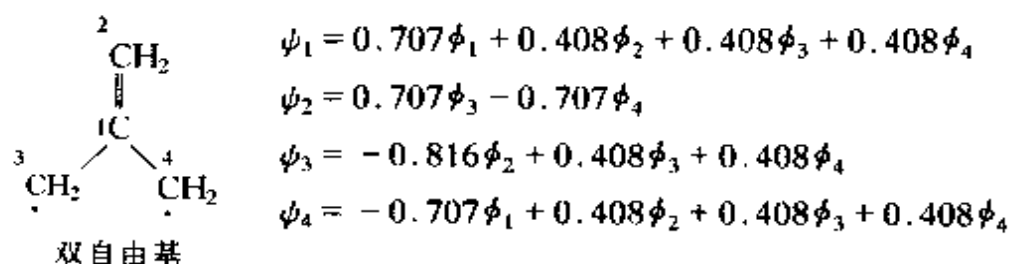 2
CH₂
1C
3 4
CH₂ CH₂
· ·
双自由基
ψ₁ = 0.707ϕ₁ + 0.408ϕ₂ + 0.408ϕ₃ + 0.408ϕ₄
ψ₂ = 0.707ϕ₃ − 0.707ϕ₄
ψ₃ = −0.816ϕ₂ + 0.408ϕ₃ + 0.408ϕ₄
ψ₄ = −0.707ϕ₁ + 0.408ϕ₂ + 0.408ϕ₃ + 0.408ϕ₄